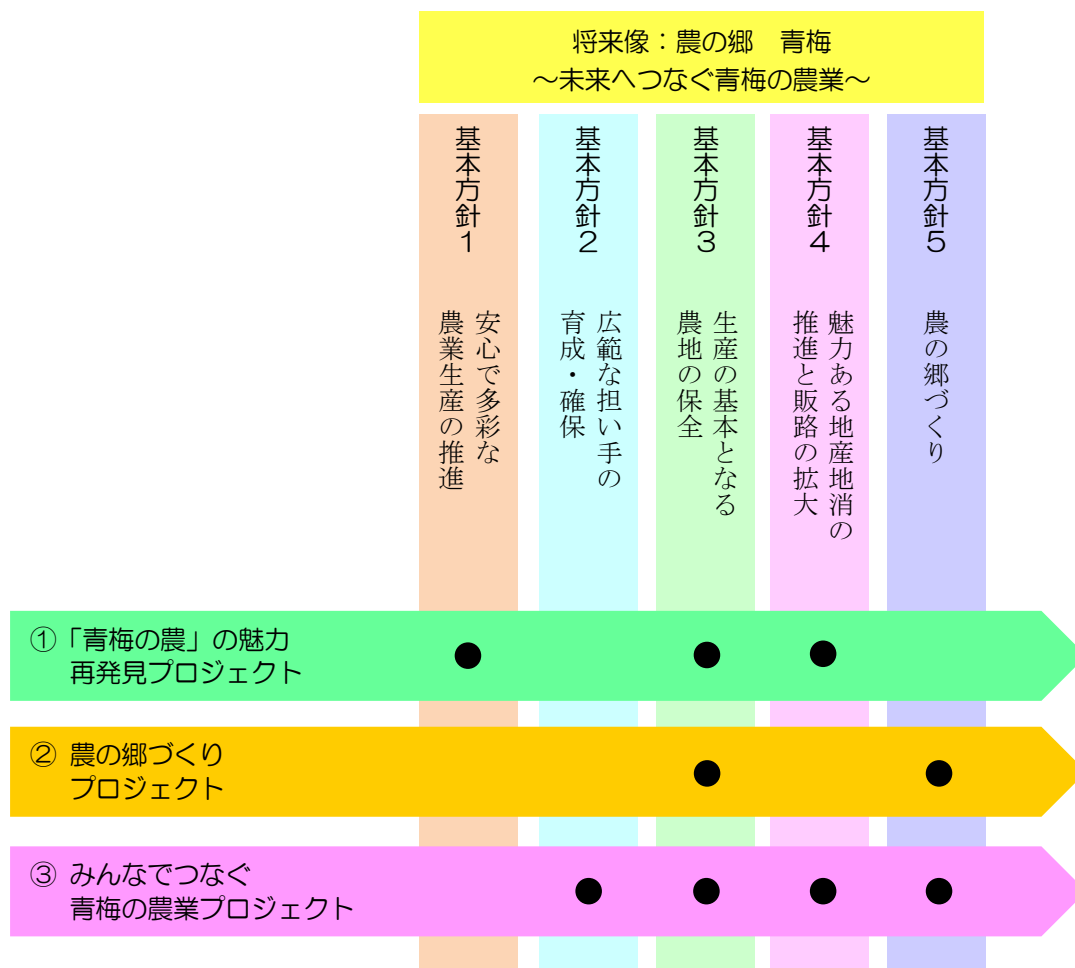 将来像：農の郷　青梅
～未来へつなぐ青梅の農業～
基本方針１
安心で多彩な
農業生産の推進
基本方針２
広範な担い手の
育成・確保
基本方針３
生産の基本となる
農地の保全
基本方針４
魅力ある地産地消の
推進と販路の拡大
基本方針５
農の郷づくり
①「青梅の農」の魅力
再発見プロジェクト
● ● ●
② 農の郷づくり
プロジェクト
● ●
③ みんなでつなぐ
青梅の農業プロジェクト
● ● ● ●